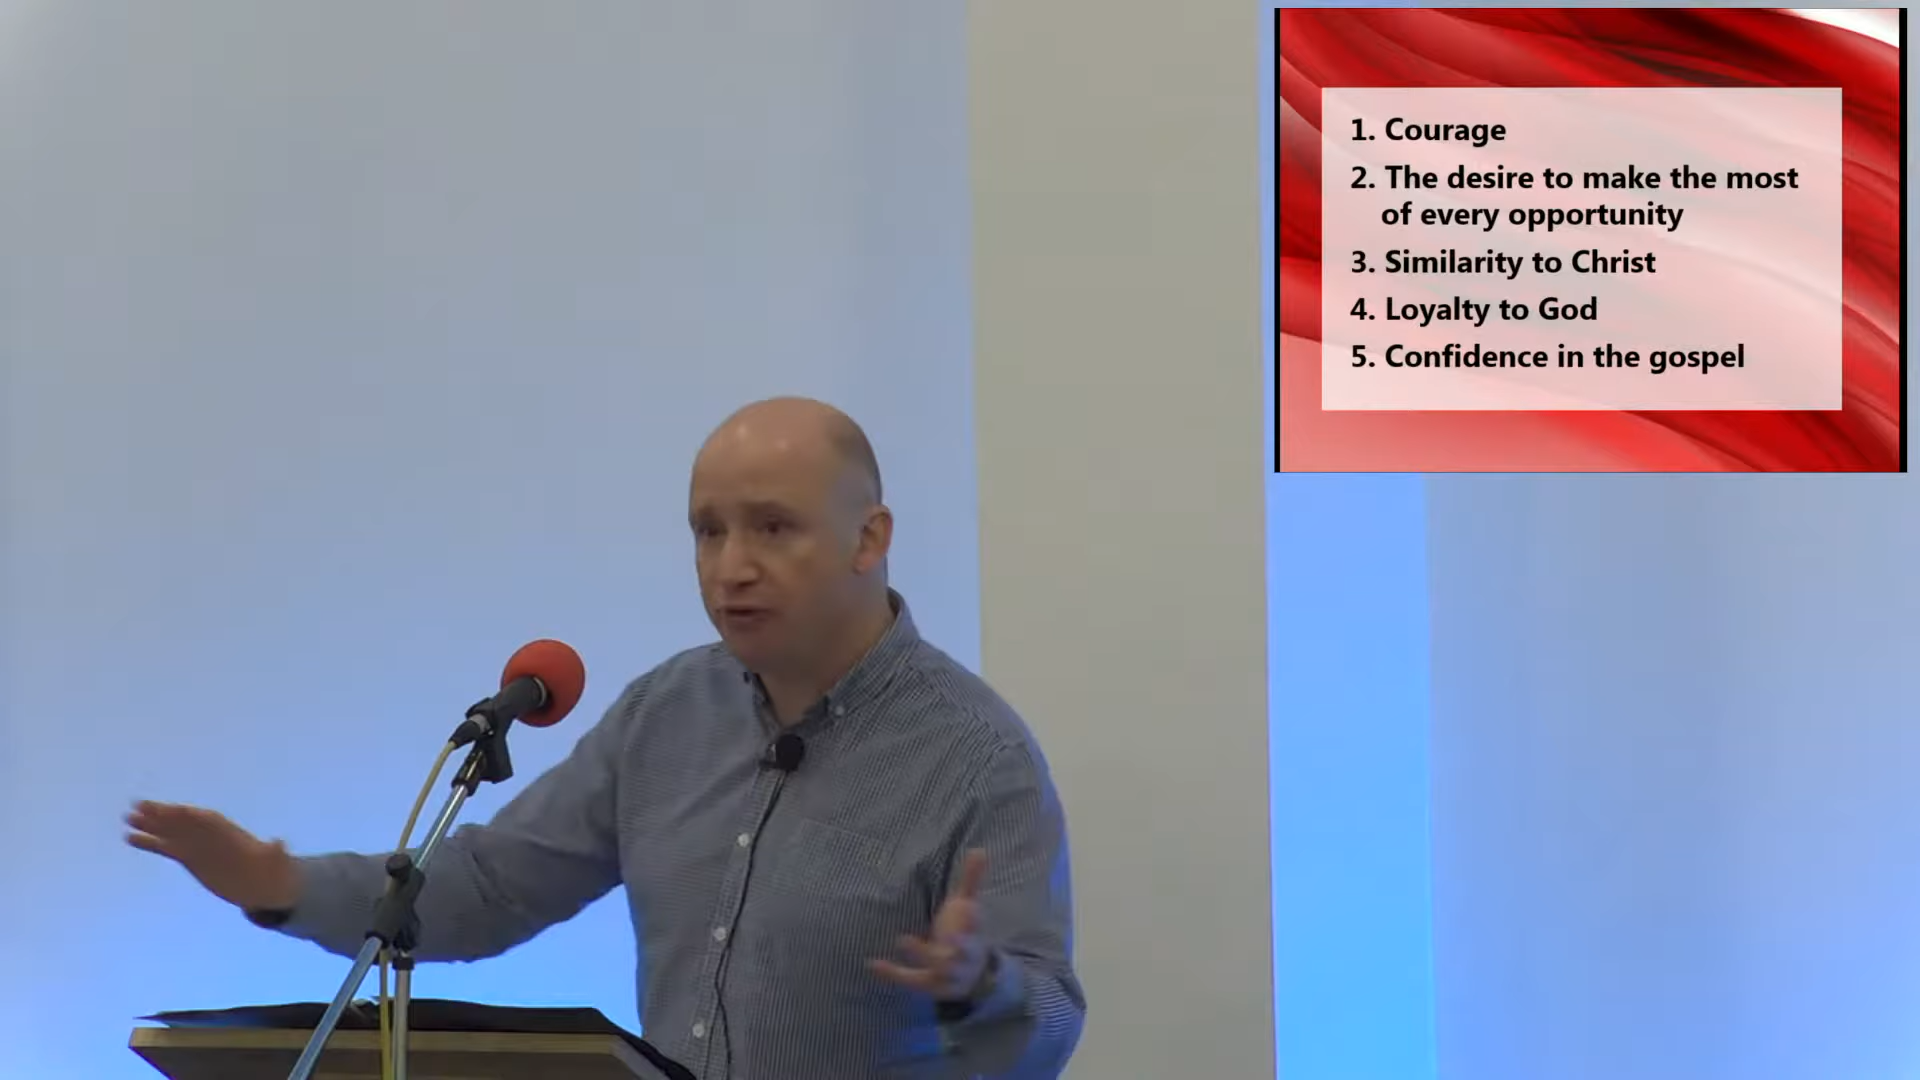 1. Courage
2. The desire to make the most
of every opportunity
3. Similarity to Christ
4. Loyalty to God
5. Confidence in the gospel